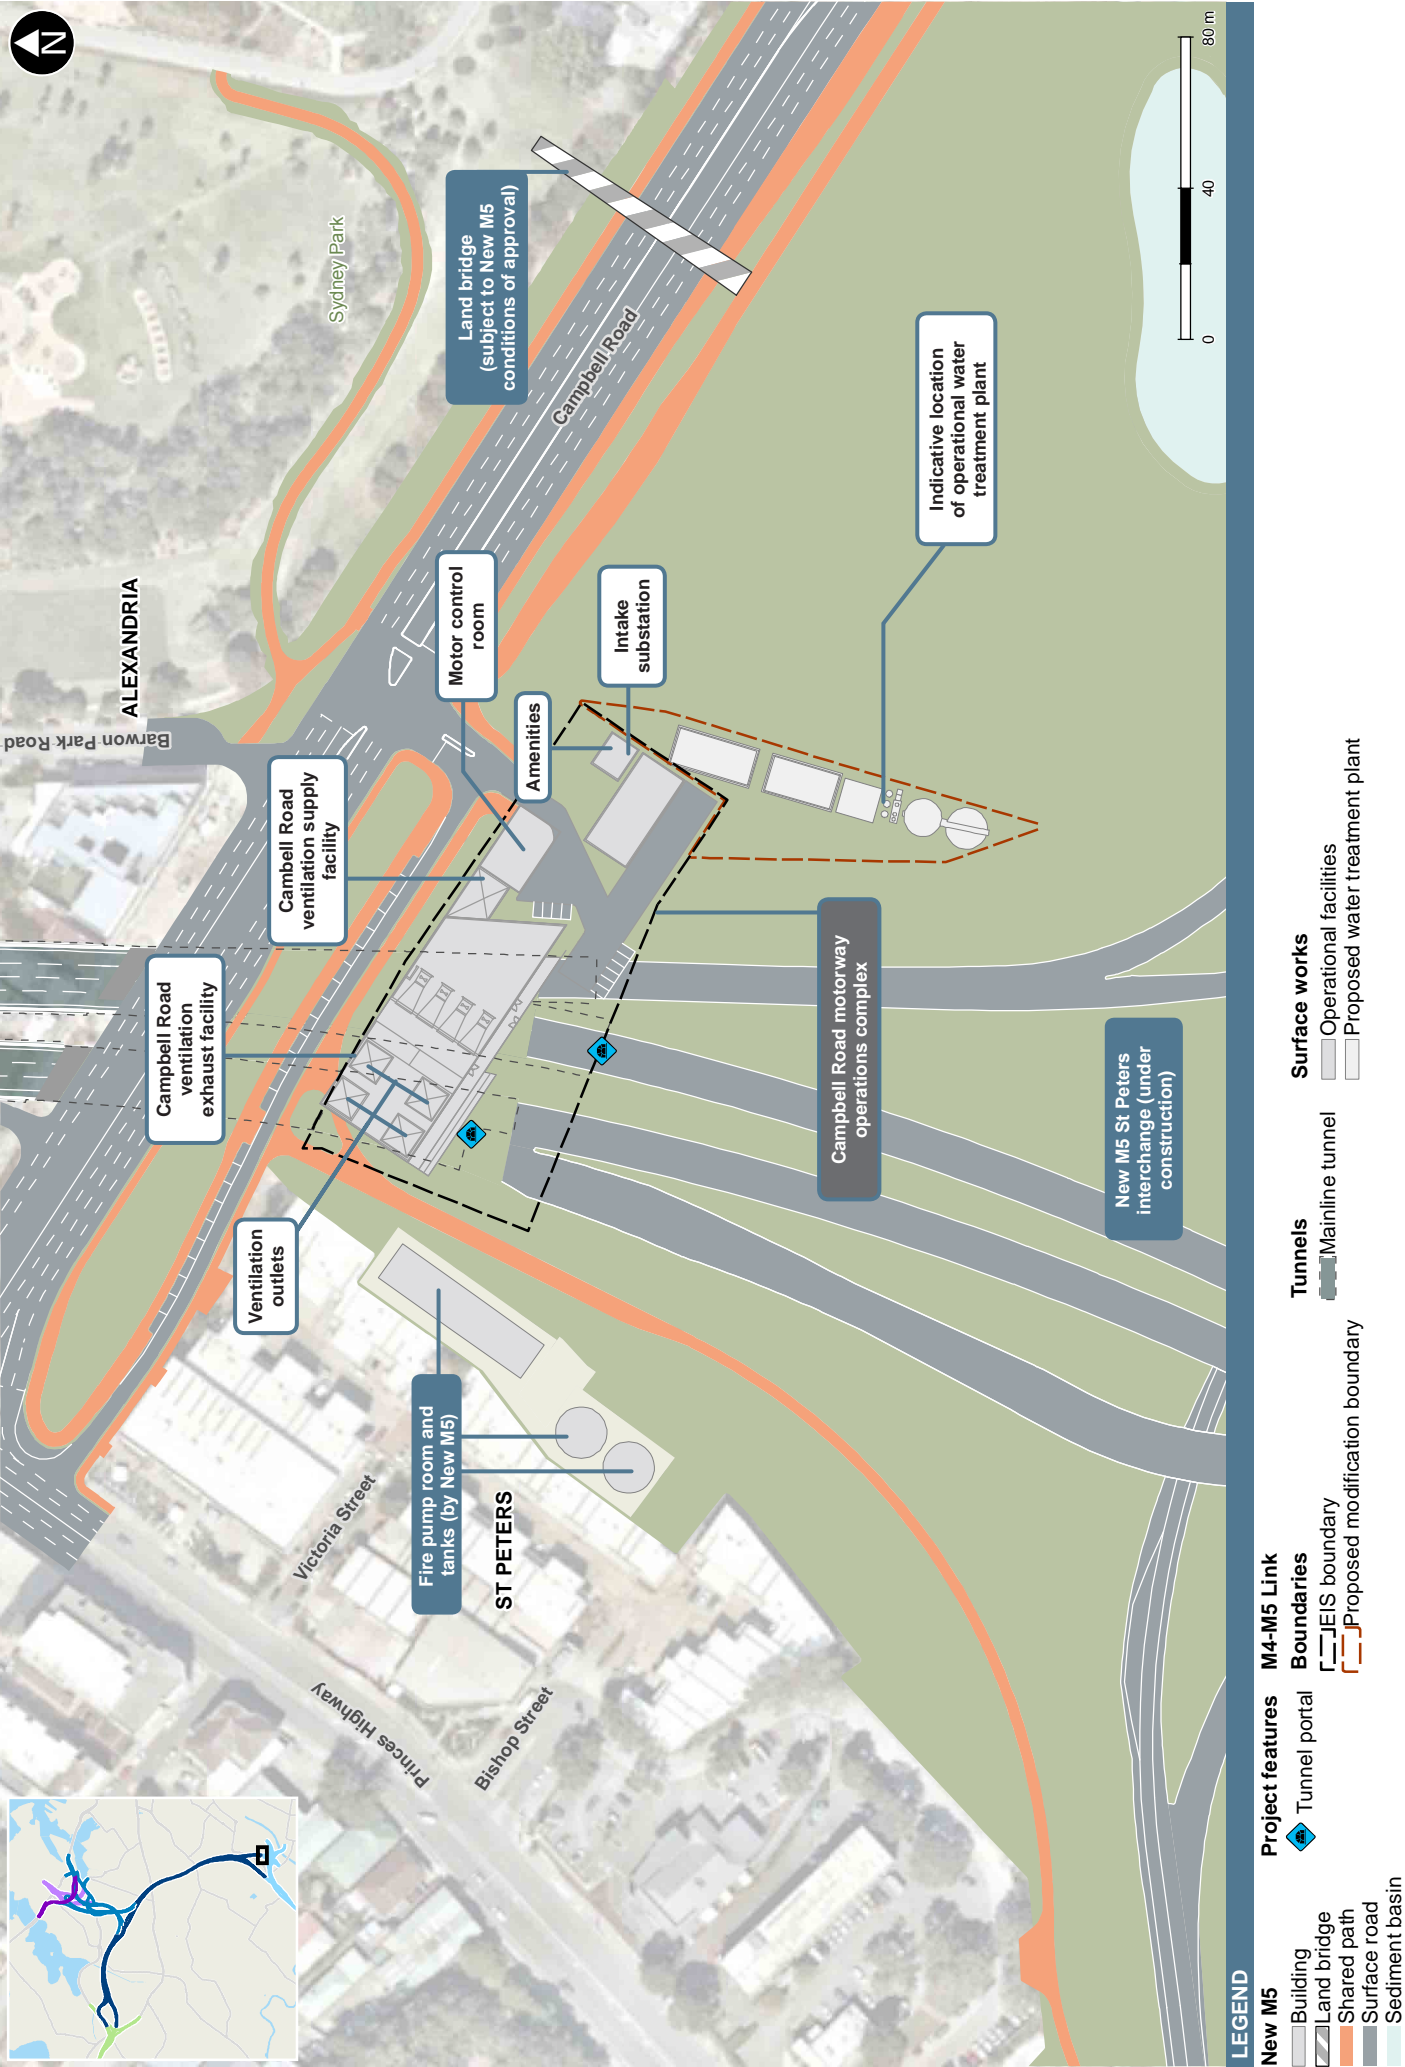 N
Sydney Park
ALEXANDRIA
Barwon Park Road
Land bridge
(subject to New M5
conditions of approval)
Campbell Road
Motor control
room
Intake
substation
Amenities
Cambell Road
ventilation supply
facility
Campbell Road
ventilation
exhaust facility
Ventilation
outlets
Indicative location
of operational water
treatment plant
Campbell Road motorway
operations complex
New M5 St Peters
interchange (under
construction)
Fire pump room and
tanks (by New M5)
ST PETERS
Victoria Street
Princes Highway
Bishop Street
0
40
80 m
LEGEND
New M5
Building
Land bridge
Shared path
Surface road
Sediment basin
Project features
Tunnel portal
M4-M5 Link
Boundaries
EIS boundary
Proposed modification boundary
Tunnels
Mainline tunnel
Surface works
Operational facilities
Proposed water treatment plant